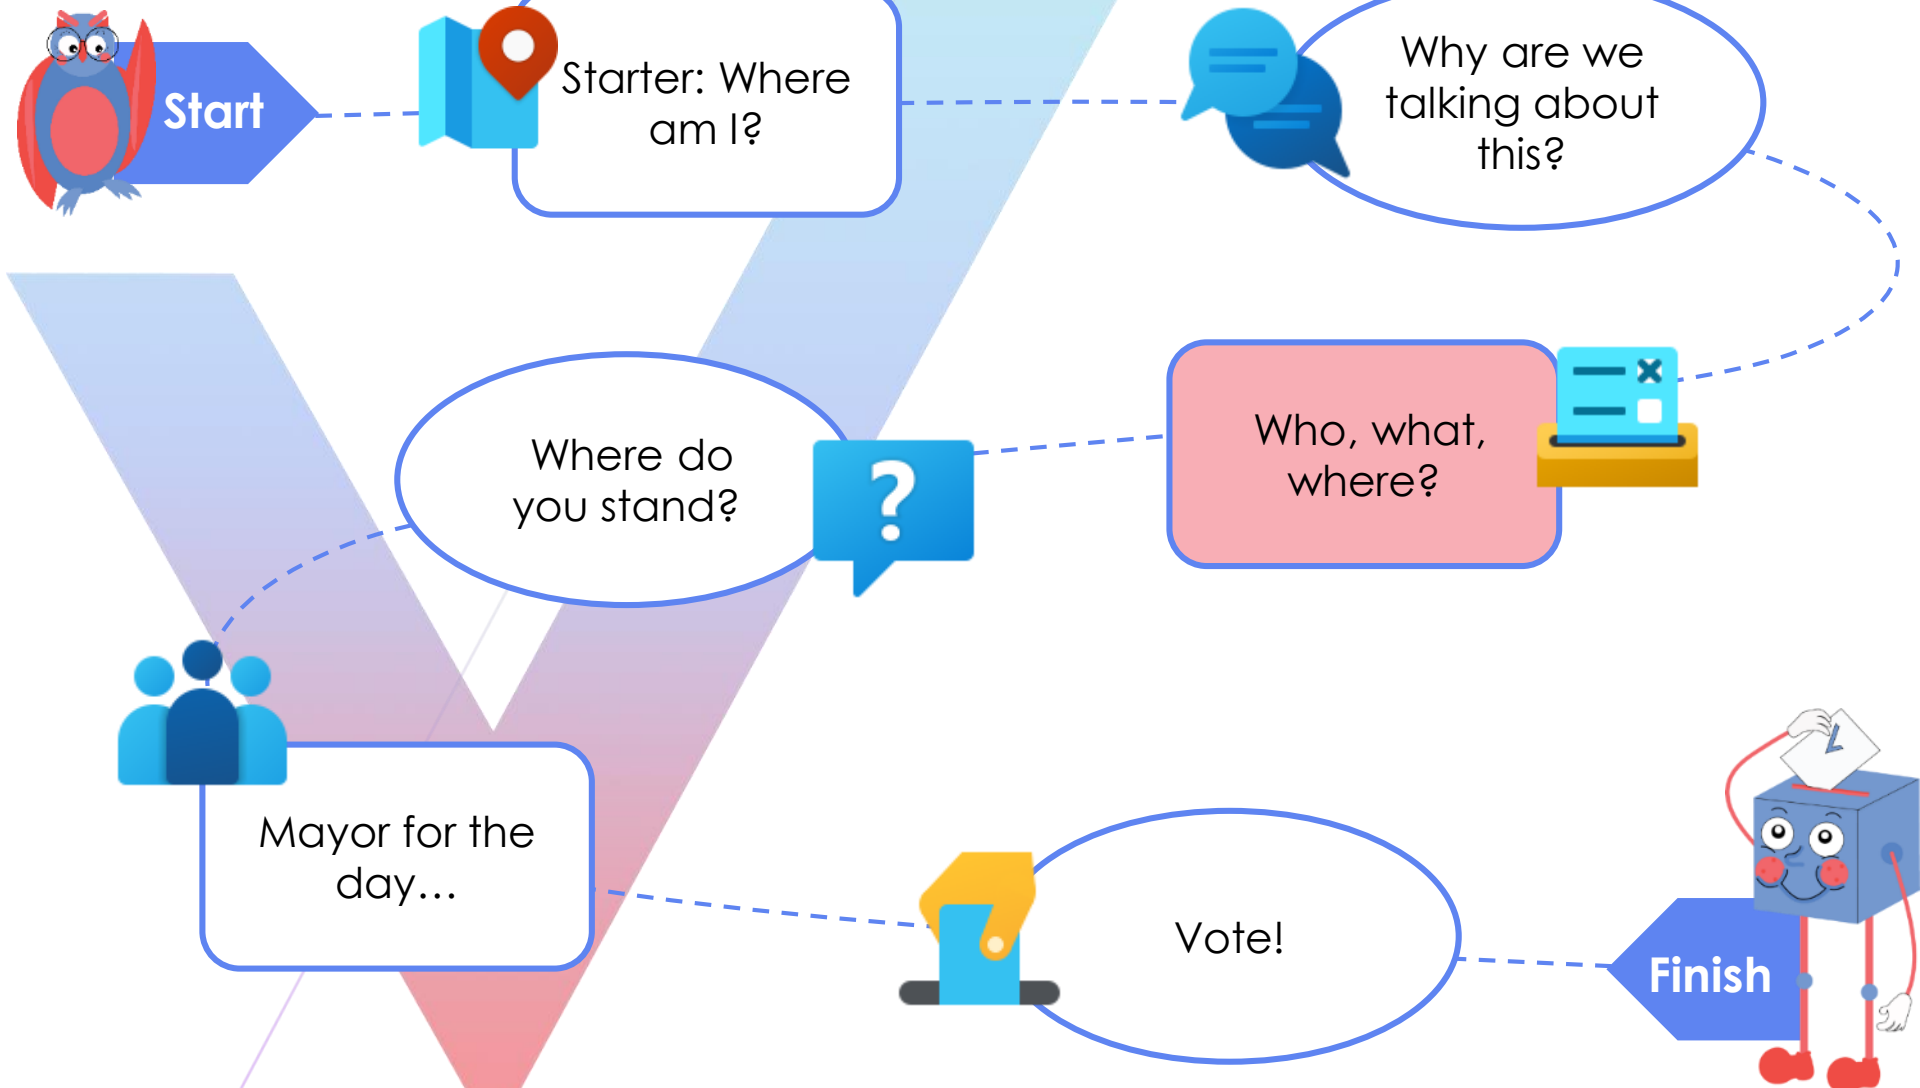 Start
Starter: Where
am I?
Why are we
talking about
this?
Who, what,
where?
Where do
you stand?
?
Mayor for the
day...
Vote!
Finish